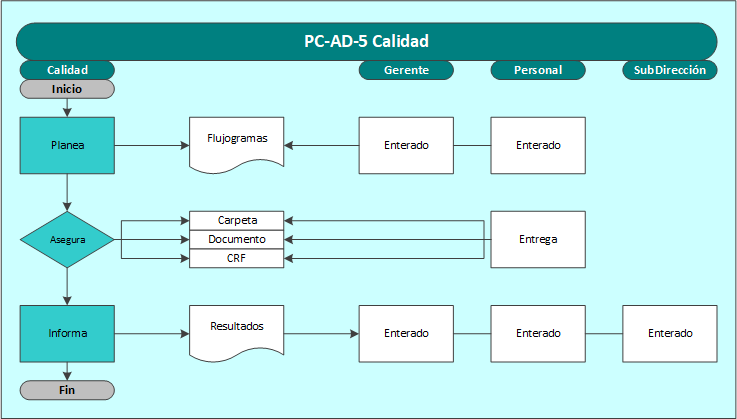 PC-AD-5 Calidad
Calidad
Gerente
Personal
SubDirección
Inicio
Planea
Flujogramas
Enterado
Enterado
Asegura
Carpeta
Documento
CRF
Entrega
Informa
Resultados
Enterado
Enterado
Enterado
Fin